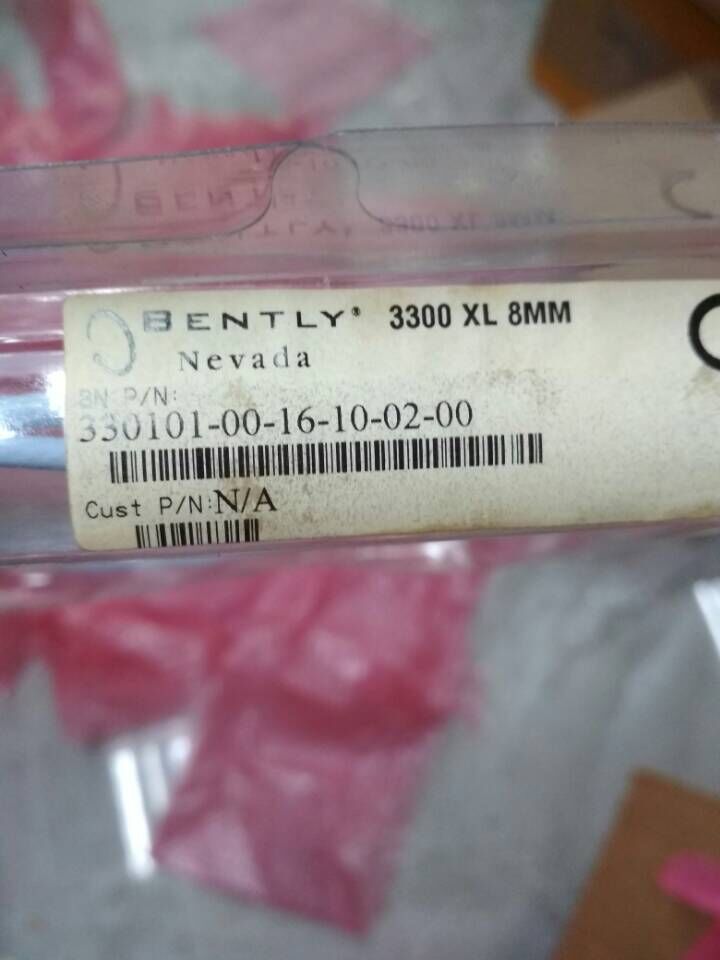 BENTLY® 3300 XL 8MM
Nevada
BN P/N:
330101-00-16-10-02-00
Cust P/N:N/A